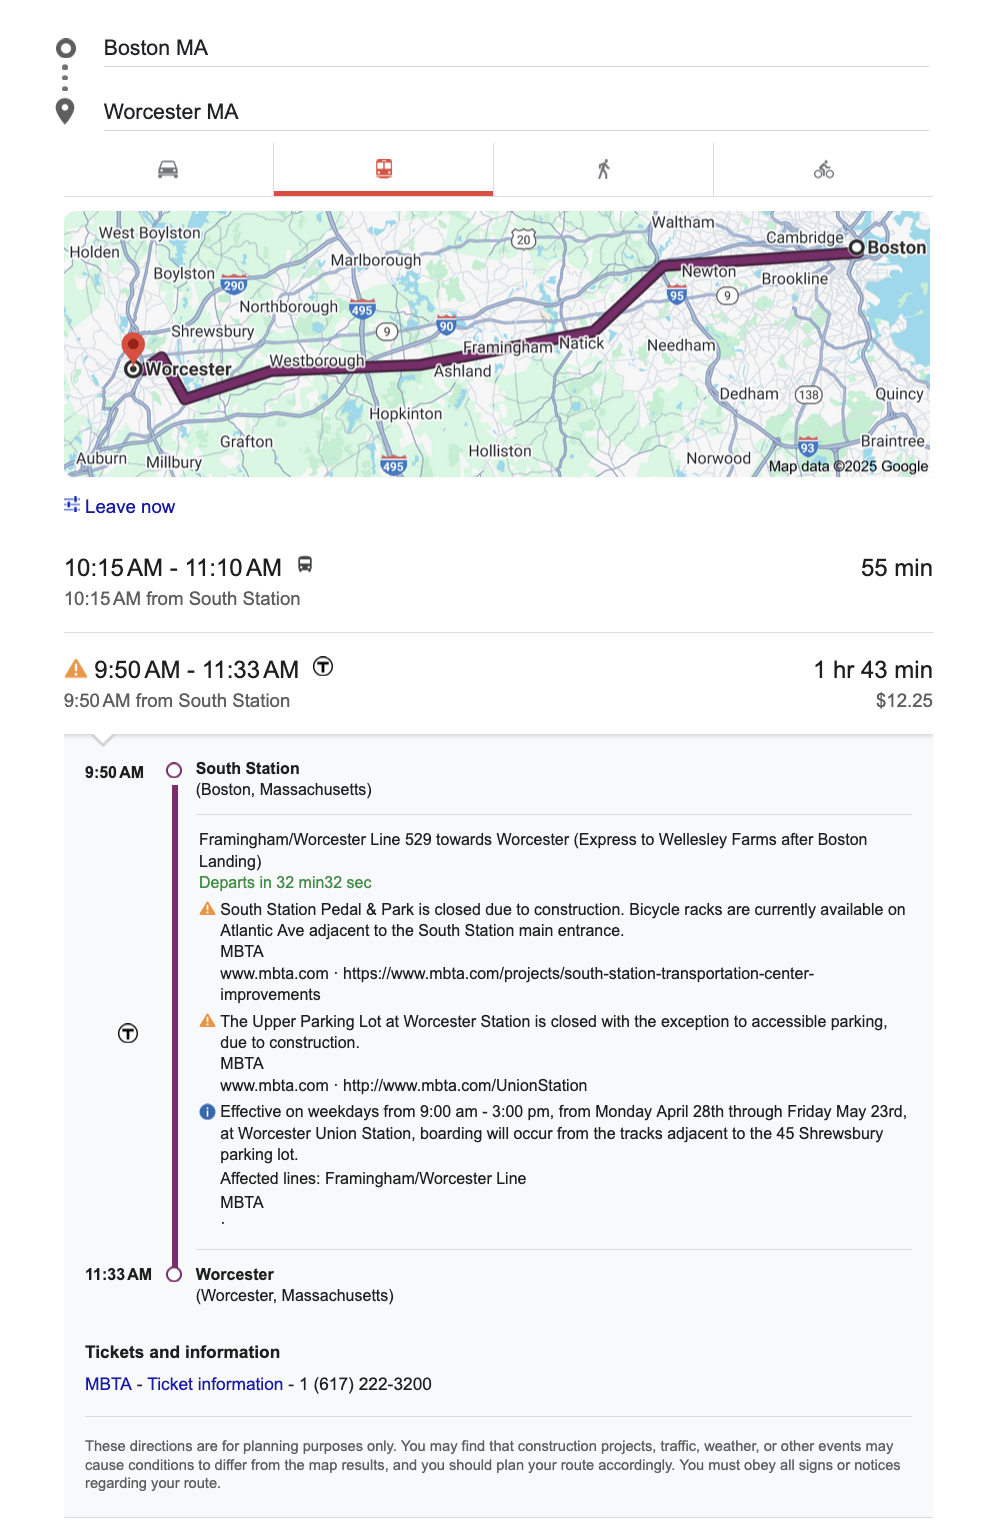 Boston MA
Worcester MA
West Boylston
Holden
Boylston
290
Northborough
Shrewsbury
Marlborough
495
20
9
90
Waltham
Cambridge
Boston
Newton
Brookline
95
9
Worcester
Westborough
Framingham
Natick
Ashland
Needham
Hopkinton
Dedham
138
Quincy
Grafton
Holliston
Auburn
Millbury
495
Norwood
93
Braintree
Map data ©2025 Google
Leave now
10:15 AM - 11:10 AM
55 min
10:15 AM from South Station
9:50 AM - 11:33 AM
T
1 hr 43 min
9:50 AM from South Station
$12.25
9:50 AM
South Station
(Boston, Massachusetts)
Framingham/Worcester Line 529 towards Worcester (Express to Wellesley Farms after Boston
Landing)
Departs in 32 min32 sec
South Station Pedal & Park is closed due to construction. Bicycle racks are currently available on
Atlantic Ave adjacent to the South Station main entrance.
MBTA
www.mbta.com · https://www.mbta.com/projects/south-station-transportation-center-
improvements
The Upper Parking Lot at Worcester Station is closed with the exception to accessible parking,
due to construction.
MBTA
www.mbta.com · http://www.mbta.com/UnionStation
T
Effective on weekdays from 9:00 am - 3:00 pm, from Monday April 28th through Friday May 23rd,
at Worcester Union Station, boarding will occur from the tracks adjacent to the 45 Shrewsbury
parking lot.
Affected lines: Framingham/Worcester Line
MBTA
·
11:33 AM
Worcester
(Worcester, Massachusetts)
Tickets and information
MBTA - Ticket information - 1 (617) 222-3200
These directions are for planning purposes only. You may find that construction projects, traffic, weather, or other events may
cause conditions to differ from the map results, and you should plan your route accordingly. You must obey all signs or notices
regarding your route.